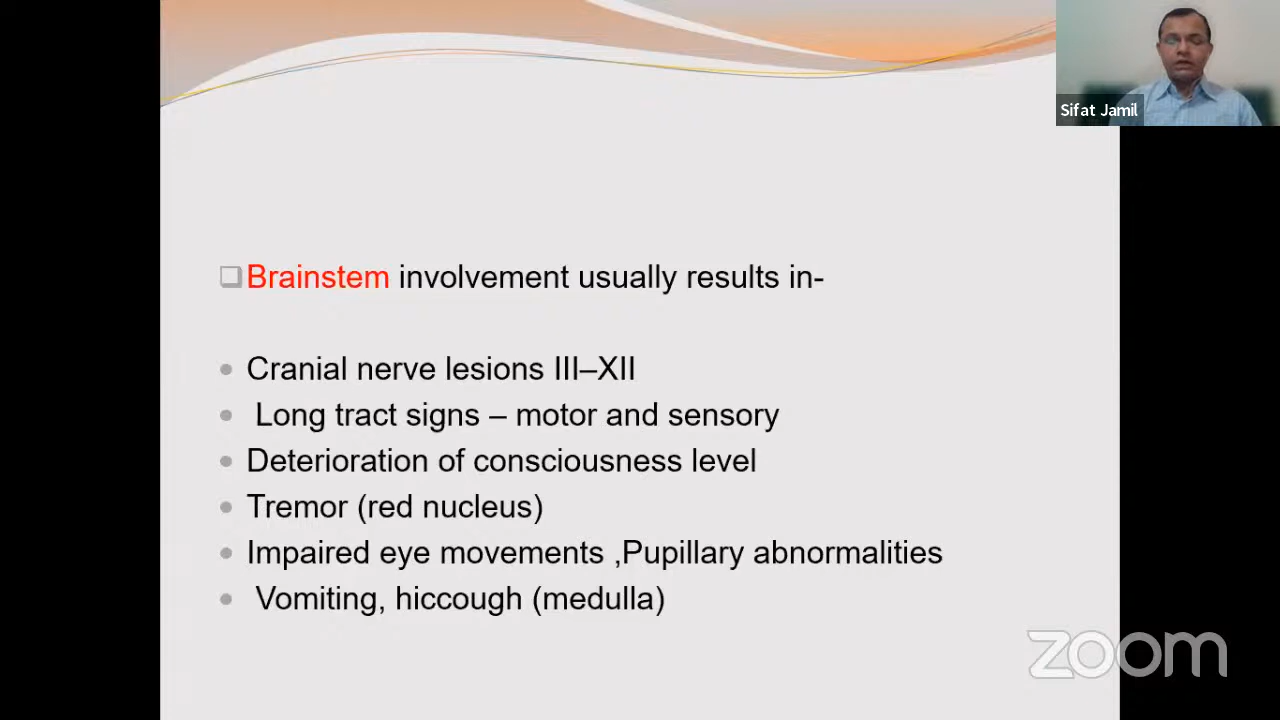 Sifat Jamil
Brainstem involvement usually results in-
Cranial nerve lesions III–XII
Long tract signs – motor and sensory
Deterioration of consciousness level
Tremor (red nucleus)
Impaired eye movements ,Pupillary abnormalities
Vomiting, hiccough (medulla)
zoom